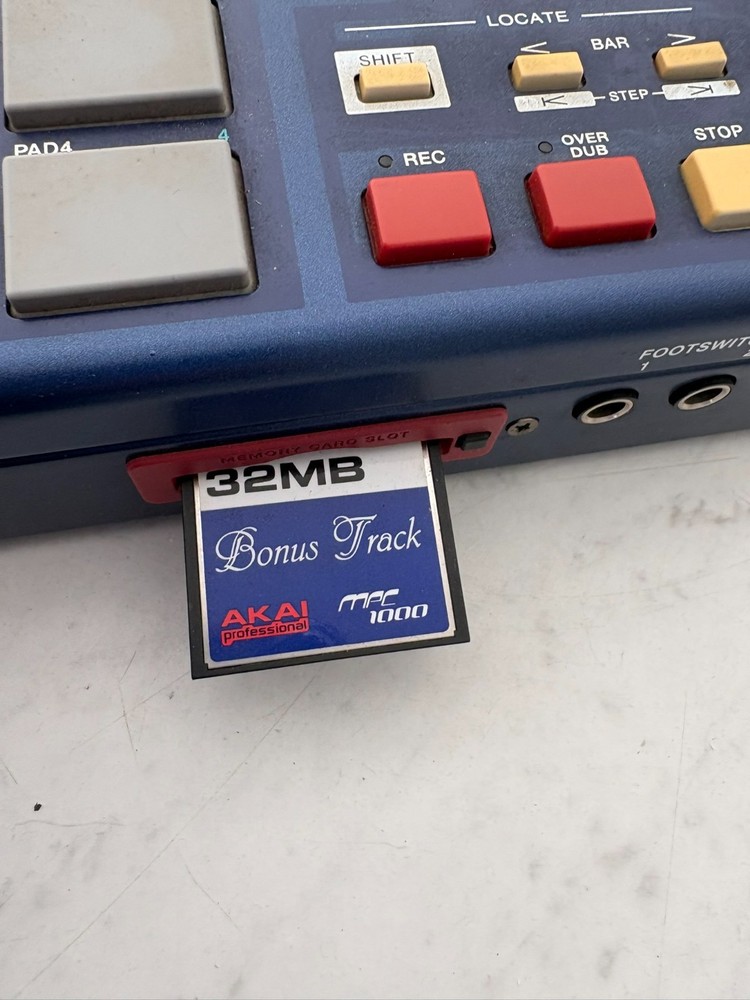 LOCATE
SHIFT
< BAR >
STEP
PAD4
4
REC
OVER
DUB
STOP
1
MEMORY CARD SLOT
32MB
Bonus Track
AKAI
professional
MPC
1000